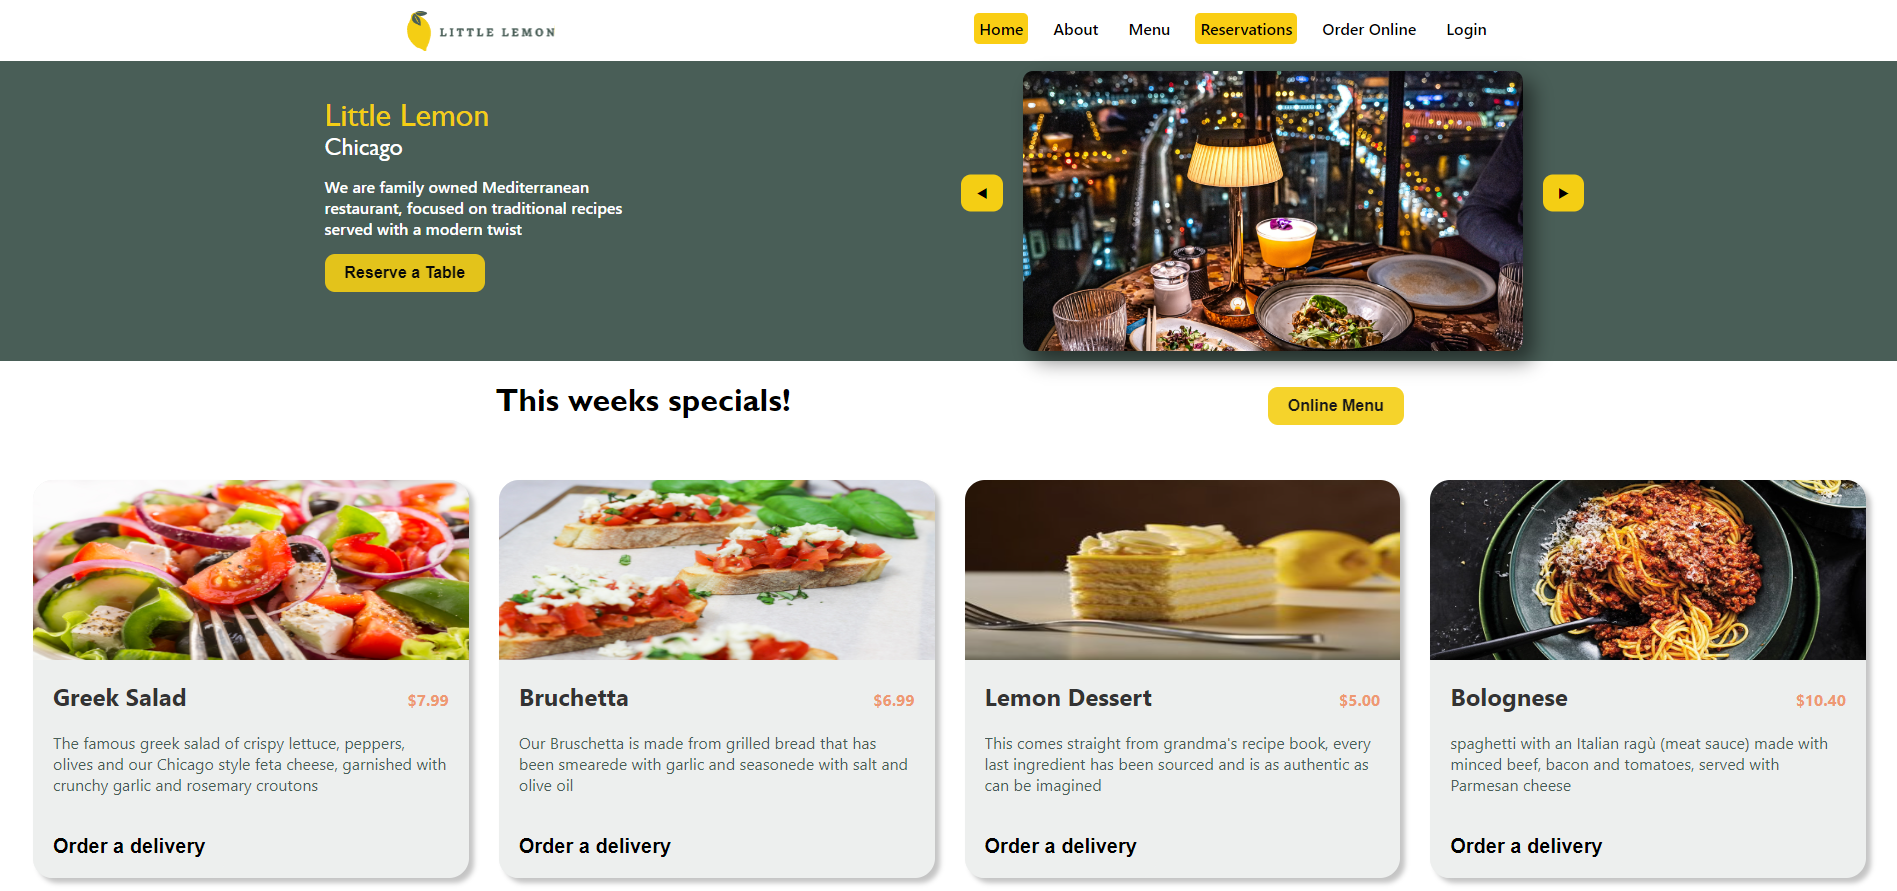 LITTLE LEMON
Home About Menu Reservations Order Online Login
Little Lemon
Chicago
We are family owned Mediterranean
restaurant, focused on traditional recipes
served with a modern twist
Reserve a Table
This weeks specials!
Online Menu
Greek Salad
$7.99
The famous greek salad of crispy lettuce, peppers,
olives and our Chicago style feta cheese, garnished with
crunchy garlic and rosemary croutons
Order a delivery
Bruchetta
$6.99
Our Bruschetta is made from grilled bread that has
been smearede with garlic and seasonede with salt and
olive oil
Order a delivery
Lemon Dessert
$5.00
This comes straight from grandma's recipe book, every
last ingredient has been sourced and is as authentic as
can be imagined
Order a delivery
Bolognese
$10.40
spaghetti with an Italian ragù (meat sauce) made with
minced beef, bacon and tomatoes, served with
Parmesan cheese
Order a delivery